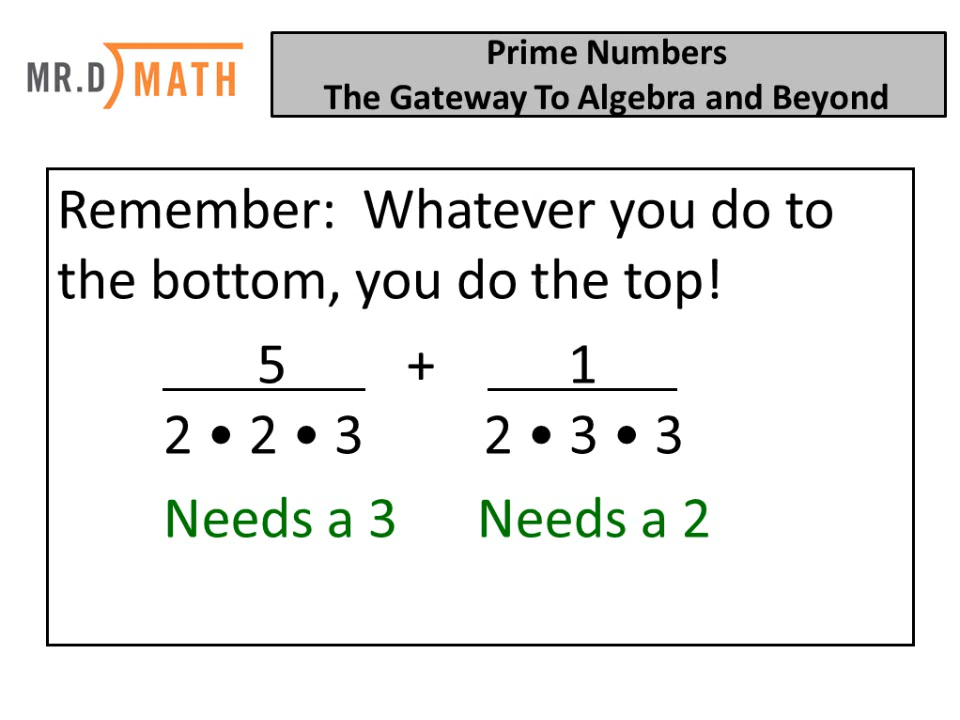 MR.D MATH
Prime Numbers
The Gateway To Algebra and Beyond
Remember: Whatever you do to
the bottom, you do the top!
5 + 1
2 • 2 • 3 2 • 3 • 3
Needs a 3 Needs a 2